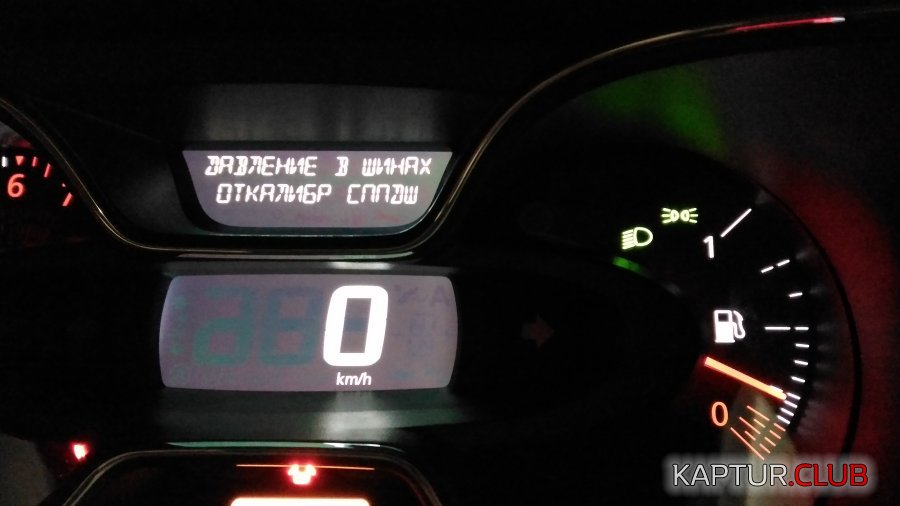 ДАВЛЕНИЕ В ШИНАХ
ОТКАЛИБР СППДШ
6
1
0
km/h
0
KAPTUR.CLUB